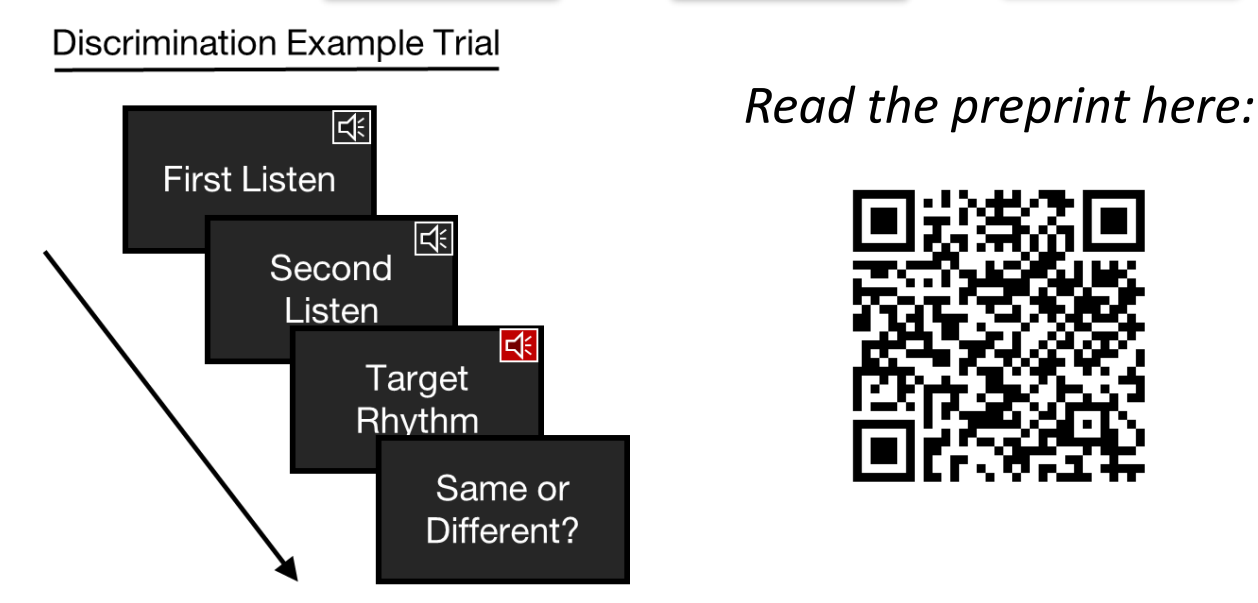 Discrimination Example Trial
First Listen
Second
Listen
Target
Rhythm
Same or
Different?
Read the preprint here: